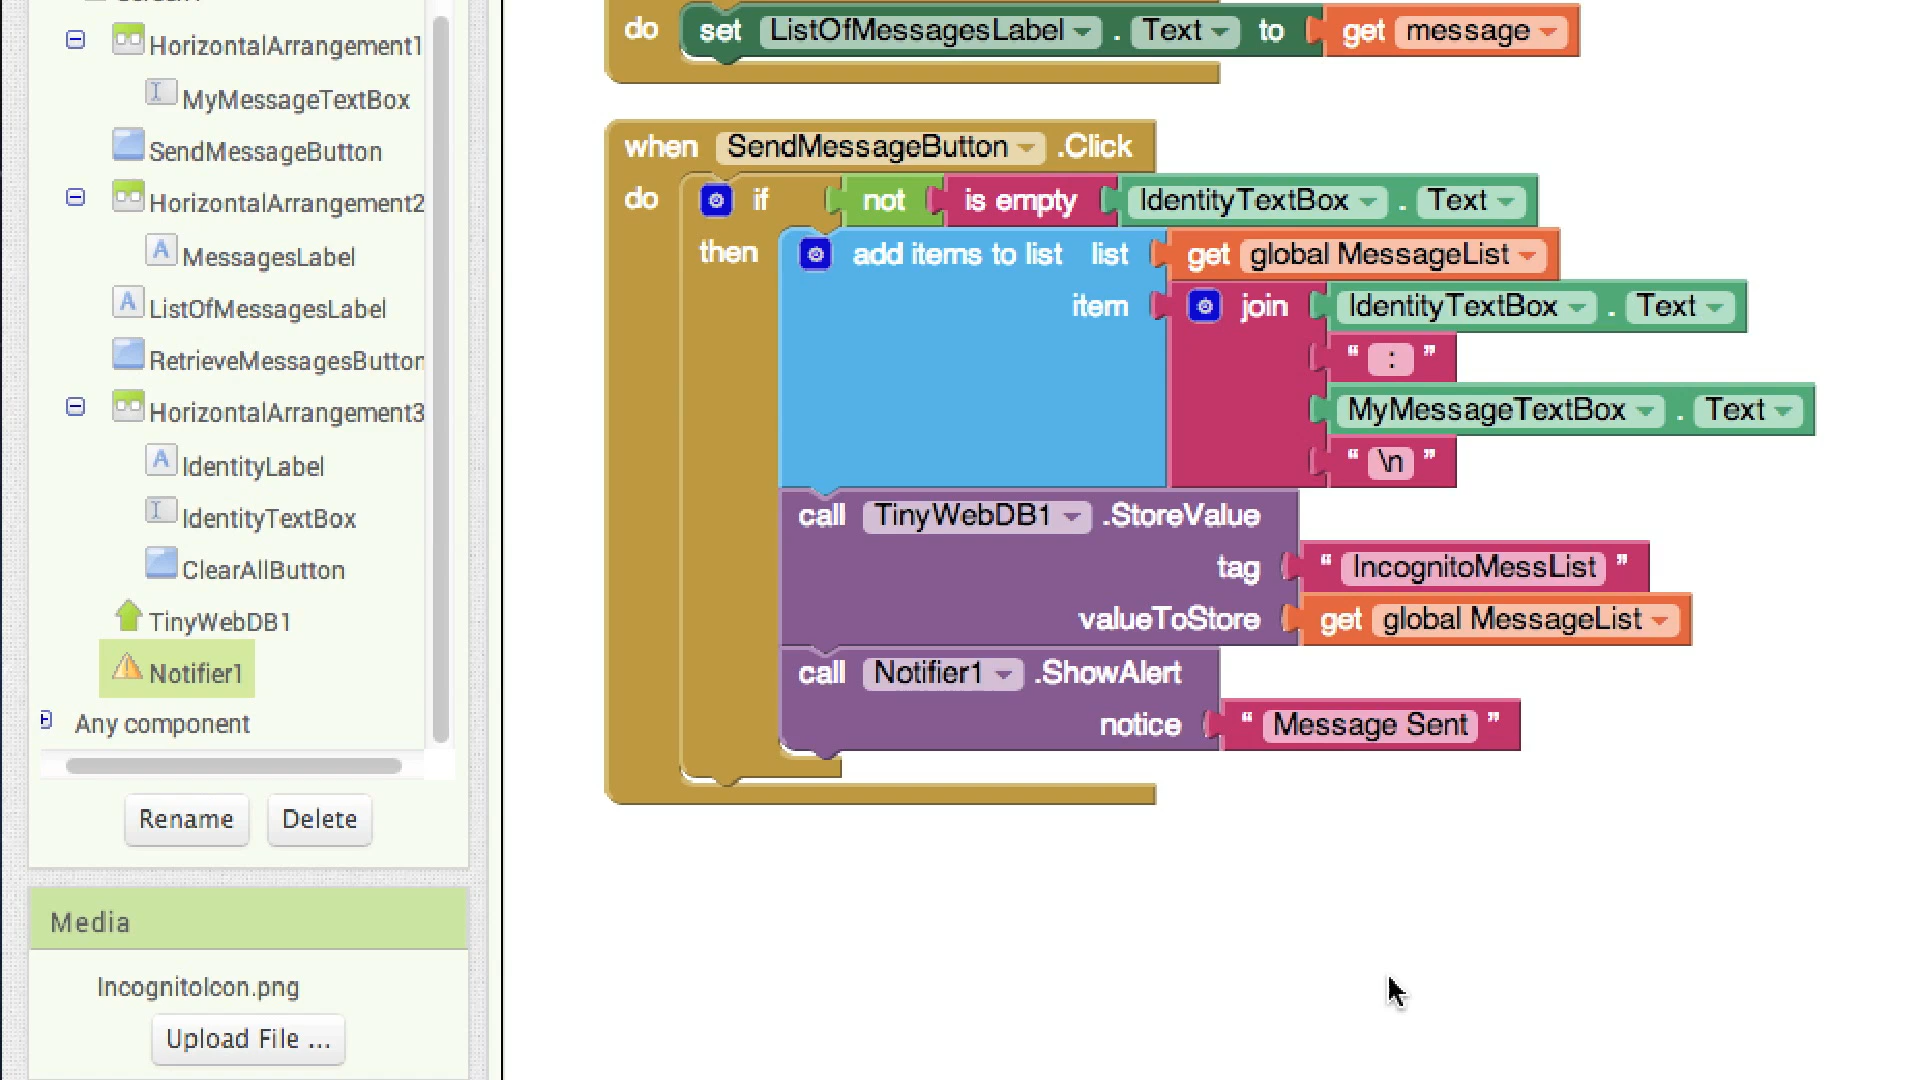 HorizontalArrangement1
MyMessageTextBox
SendMessageButton
HorizontalArrangement2
MessagesLabel
ListOfMessagesLabel
RetrieveMessagesButton
HorizontalArrangement3
IdentityLabel
IdentityTextBox
ClearAllButton
TinyWebDB1
Notifier1
Any component
Rename Delete
Media
IncognitoIcon.png
Upload File ...
do set ListOfMessagesLabel . Text to get message
when SendMessageButton .Click
do if not is empty IdentityTextBox . Text
then add items to list list get global MessageList
item join IdentityTextBox . Text
“ : ”
MyMessageTextBox . Text
“ \n ”
call TinyWebDB1 .StoreValue
tag “ IncognitoMessList ”
valueToStore get global MessageList
call Notifier1 .ShowAlert
notice “ Message Sent ”